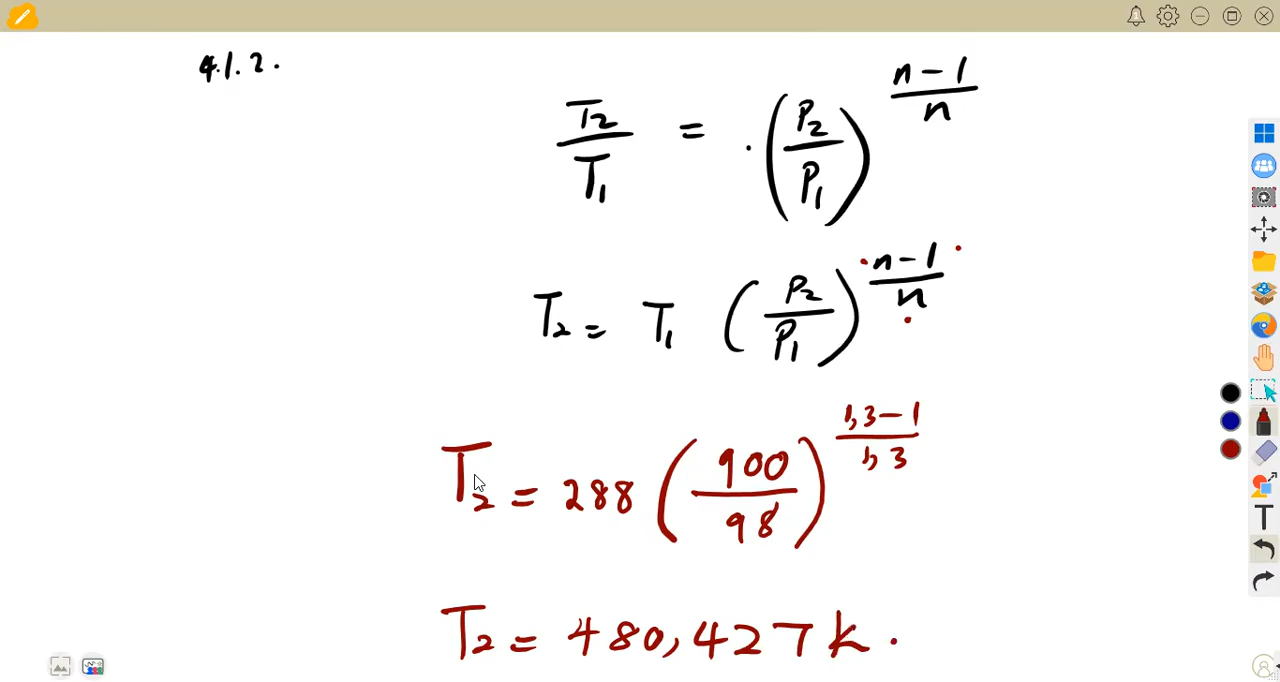 4.1.2.
T₂/T₁ = (P₂/P₁)^((n-1)/n)
T₂ = T₁ (P₂/P₁)^((n-1)/n)
T₂ = 288 (900/98)^((1,3-1)/1,3)
T₂ = 480,427 k.
T